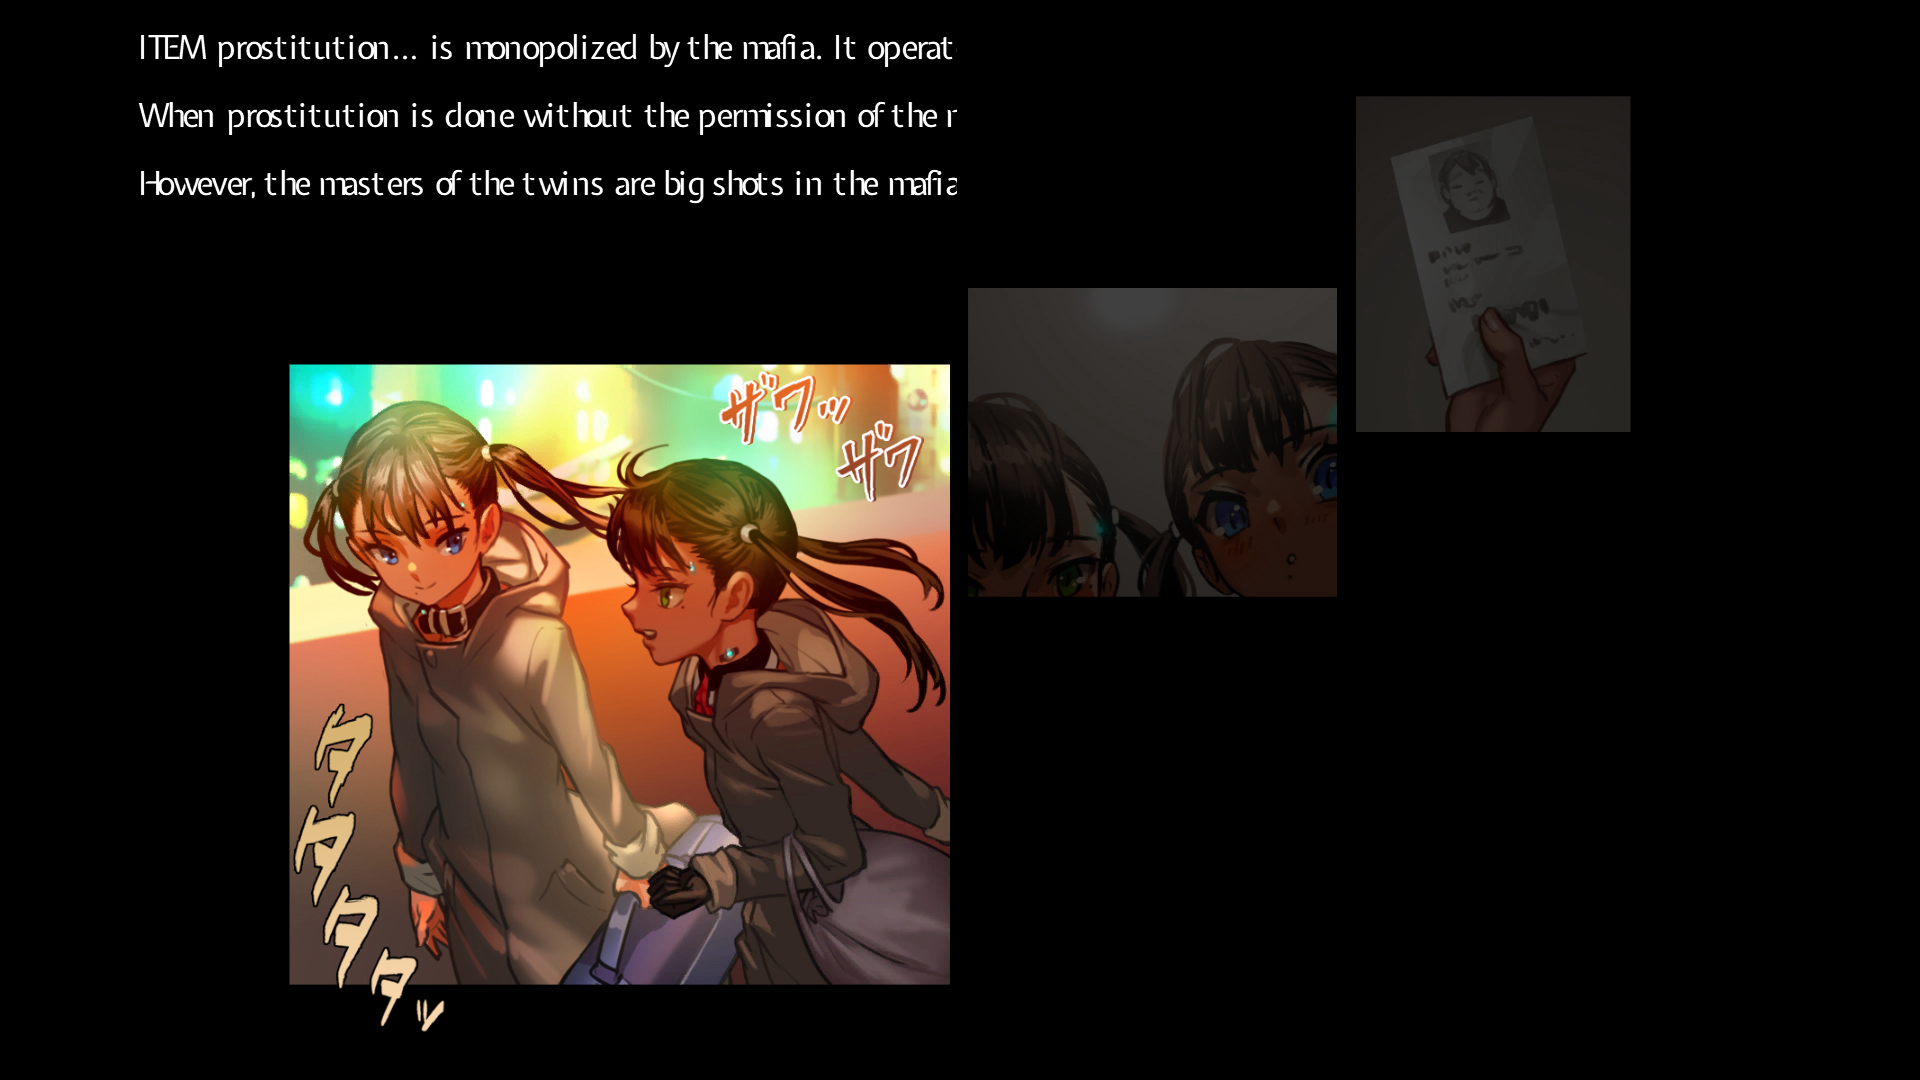 ITEM prostitution... is monopolized by the mafia. It operat
When prostitution is done without the permission of the
However, the masters of the twins are big shots in the mafia
ザワッ
ザワ
タタタタッ